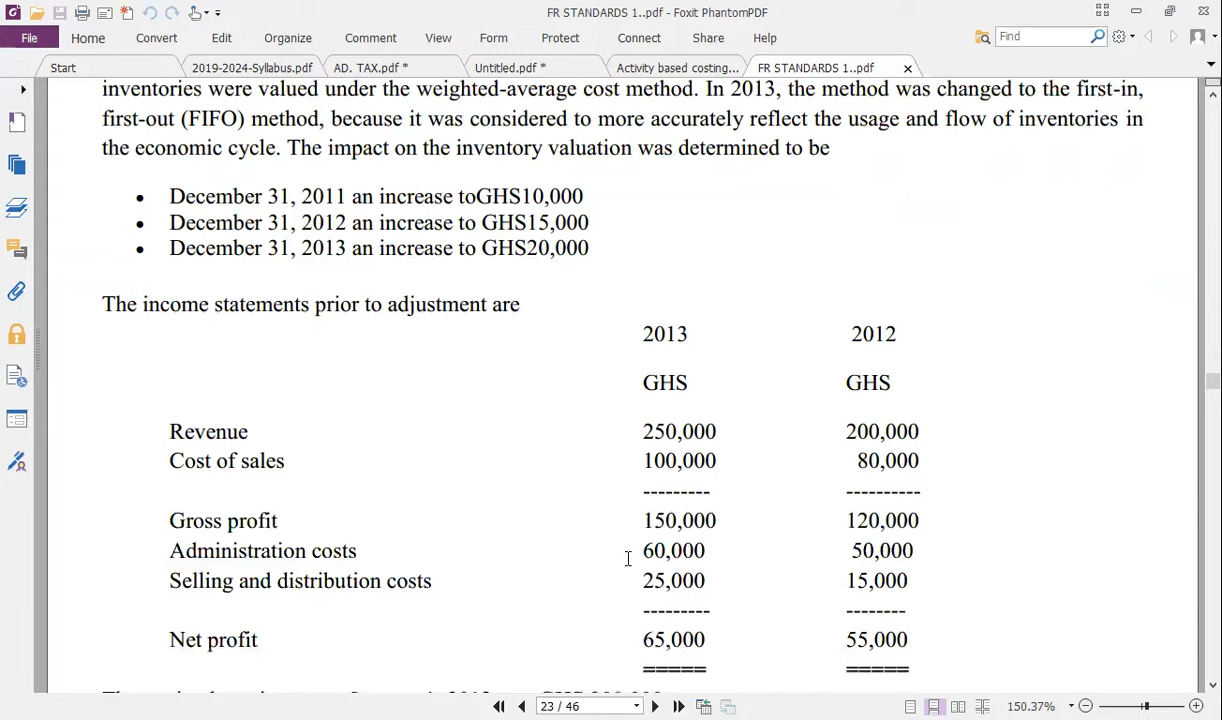 FR STANDARDS 1..pdf - Foxit PhantomPDF
File Home Convert Edit Organize Comment View Form Protect Connect Share Help Find
Start 2019-2024-Syllabus.pdf AD. TAX.pdf * Untitled.pdf * Activity based costing,... FR STANDARDS 1..pdf
inventories were valued under the weighted-average cost method. In 2013, the method was changed to the first-in,
first-out (FIFO) method, because it was considered to more accurately reflect the usage and flow of inventories in
the economic cycle. The impact on the inventory valuation was determined to be
• December 31, 2011 an increase toGHS10,000
• December 31, 2012 an increase to GHS15,000
• December 31, 2013 an increase to GHS20,000
The income statements prior to adjustment are
2013 2012
GHS GHS
Revenue 250,000 200,000
Cost of sales 100,000 80,000
--------- ----------
Gross profit 150,000 120,000
Administration costs 60,000 50,000
Selling and distribution costs 25,000 15,000
--------- --------
Net profit 65,000 55,000
===== =====
23 / 46 150.37%